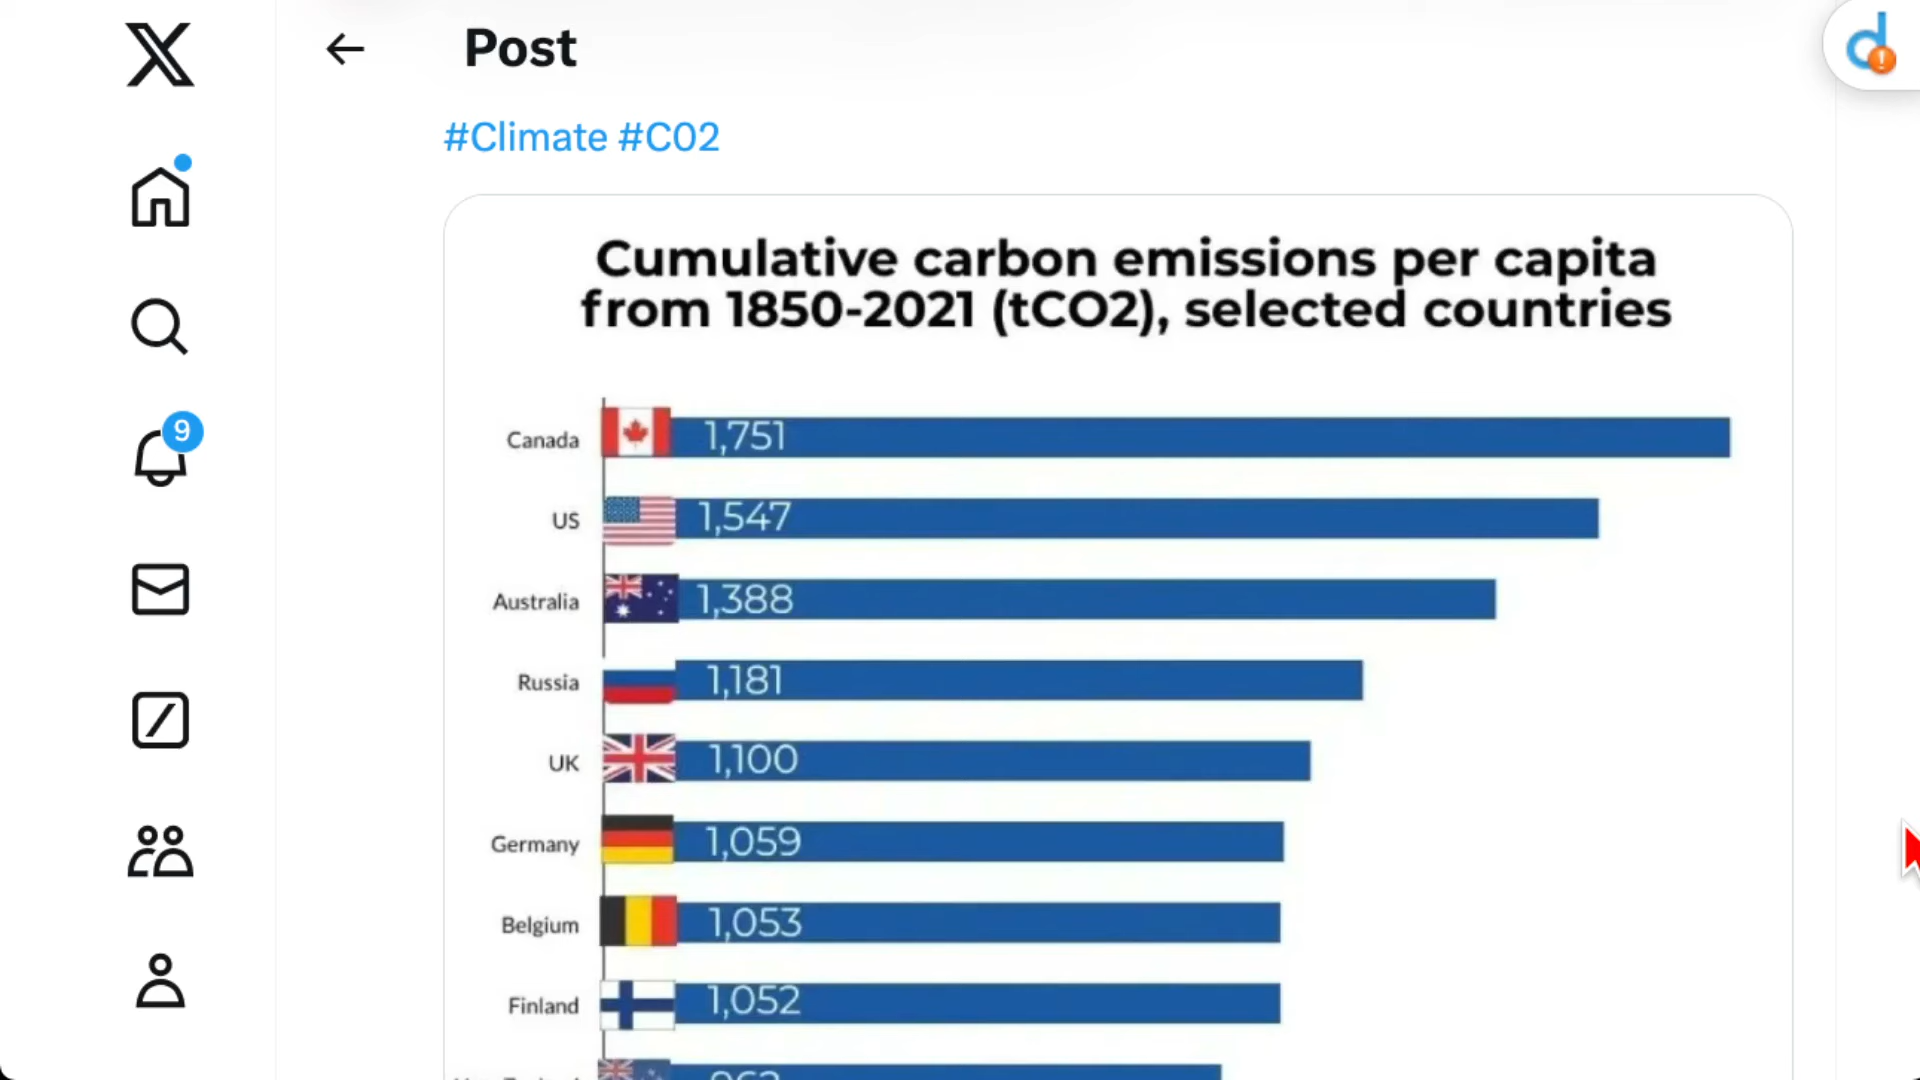 Post
#Climate #CO2
Cumulative carbon emissions per capita
from 1850-2021 (tCO2), selected countries
Canada 1,751
US 1,547
Australia 1,388
Russia 1,181
9
UK 1,100
Germany 1,059
Belgium 1,053
Finland 1,052